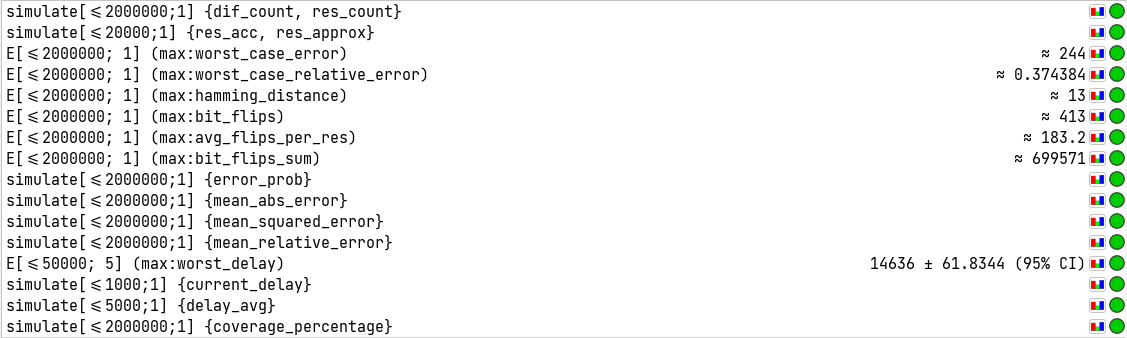 simulate[≤2000000;1] {dif_count, res_count}
simulate[≤20000;1] {res_acc, res_approx}
E[≤2000000; 1] (max:worst_case_error) ≈ 244
E[≤2000000; 1] (max:worst_case_relative_error) ≈ 0.374384
E[≤2000000; 1] (max:hamming_distance) ≈ 13
E[≤2000000; 1] (max:bit_flips) ≈ 413
E[≤2000000; 1] (max:avg_flips_per_res) ≈ 183.2
E[≤2000000; 1] (max:bit_flips_sum) ≈ 699571
simulate[≤2000000;1] {error_prob}
simulate[≤2000000;1] {mean_abs_error}
simulate[≤2000000;1] {mean_squared_error}
simulate[≤2000000;1] {mean_relative_error}
E[≤50000; 5] (max:worst_delay) 14636 ± 61.8344 (95% CI)
simulate[≤1000;1] {current_delay}
simulate[≤5000;1] {delay_avg}
simulate[≤2000000;1] {coverage_percentage}